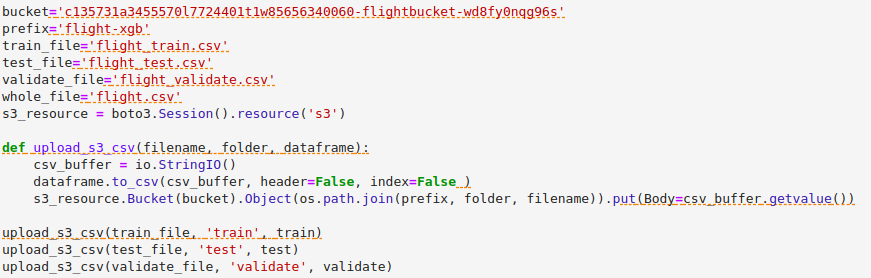 bucket='c135731a3455570l7724401t1w85656340060-flightbucket-wd8fy0nqg96s'
prefix='flight-xgb'
train_file='flight_train.csv'
test_file='flight_test.csv'
validate_file='flight_validate.csv'
whole_file='flight.csv'
s3_resource = boto3.Session().resource('s3')
def upload_s3_csv(filename, folder, dataframe):
    csv_buffer = io.StringIO()
    dataframe.to_csv(csv_buffer, header=False, index=False )
    s3_resource.Bucket(bucket).Object(os.path.join(prefix, folder, filename)).put(Body=csv_buffer.getvalue())
upload_s3_csv(train_file, 'train', train)
upload_s3_csv(test_file, 'test', test)
upload_s3_csv(validate_file, 'validate', validate)